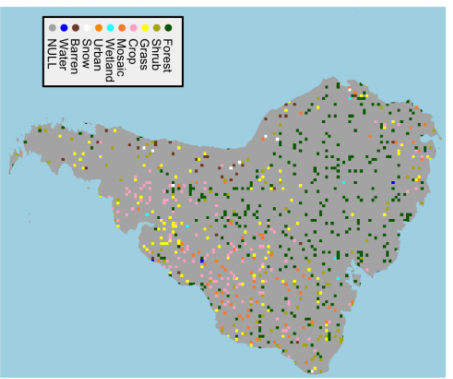 Forest
Shrub
Grass
Crop
Mosaic
Wetland
Urban
Snow
Barren
Water
NULL